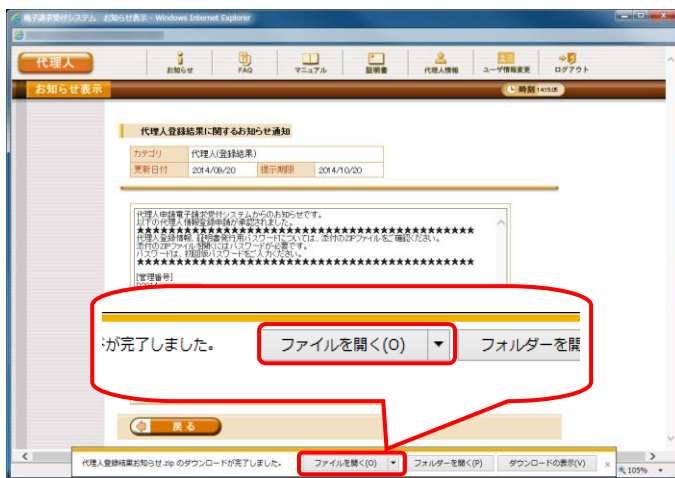 電子請求受付システム お知らせ表示 - Windows Internet Explorer
代理人
お知らせ
FAQ
マニュアル
証明書
代理人情報
ユーザ情報変更
ログアウト
お知らせ表示
時刻 14:15:05
代理人登録結果に関するお知らせ通知
カテゴリ 代理人(登録結果)
更新日付 2014/08/20 掲示期限 2014/10/20
代理人申請電子請求受付システムからのお知らせです。
以下の代理人情報登録申請が承認されました。
★★★★★★★★★★★★★★★★★★★★★★★★★★★★★★★★★★★★★★★★
代理人登録情報、証明書発行用パスワードについては、添付のZIPファイルをご確認ください。
添付のZIPファイルを開くにはパスワードが必要です。
パスワードは、初回仮パスワードをご入力ください。
★★★★★★★★★★★★★★★★★★★★★★★★★★★★★★★★★★★★★★★★
[管理番号]
が完了しました。 ファイルを開く(O) フォルダーを開
戻る
代理人登録結果お知らせ.zip のダウンロードが完了しました。 ファイルを開く(O) フォルダーを開く(P) ダウンロードの表示(V) ×
105%